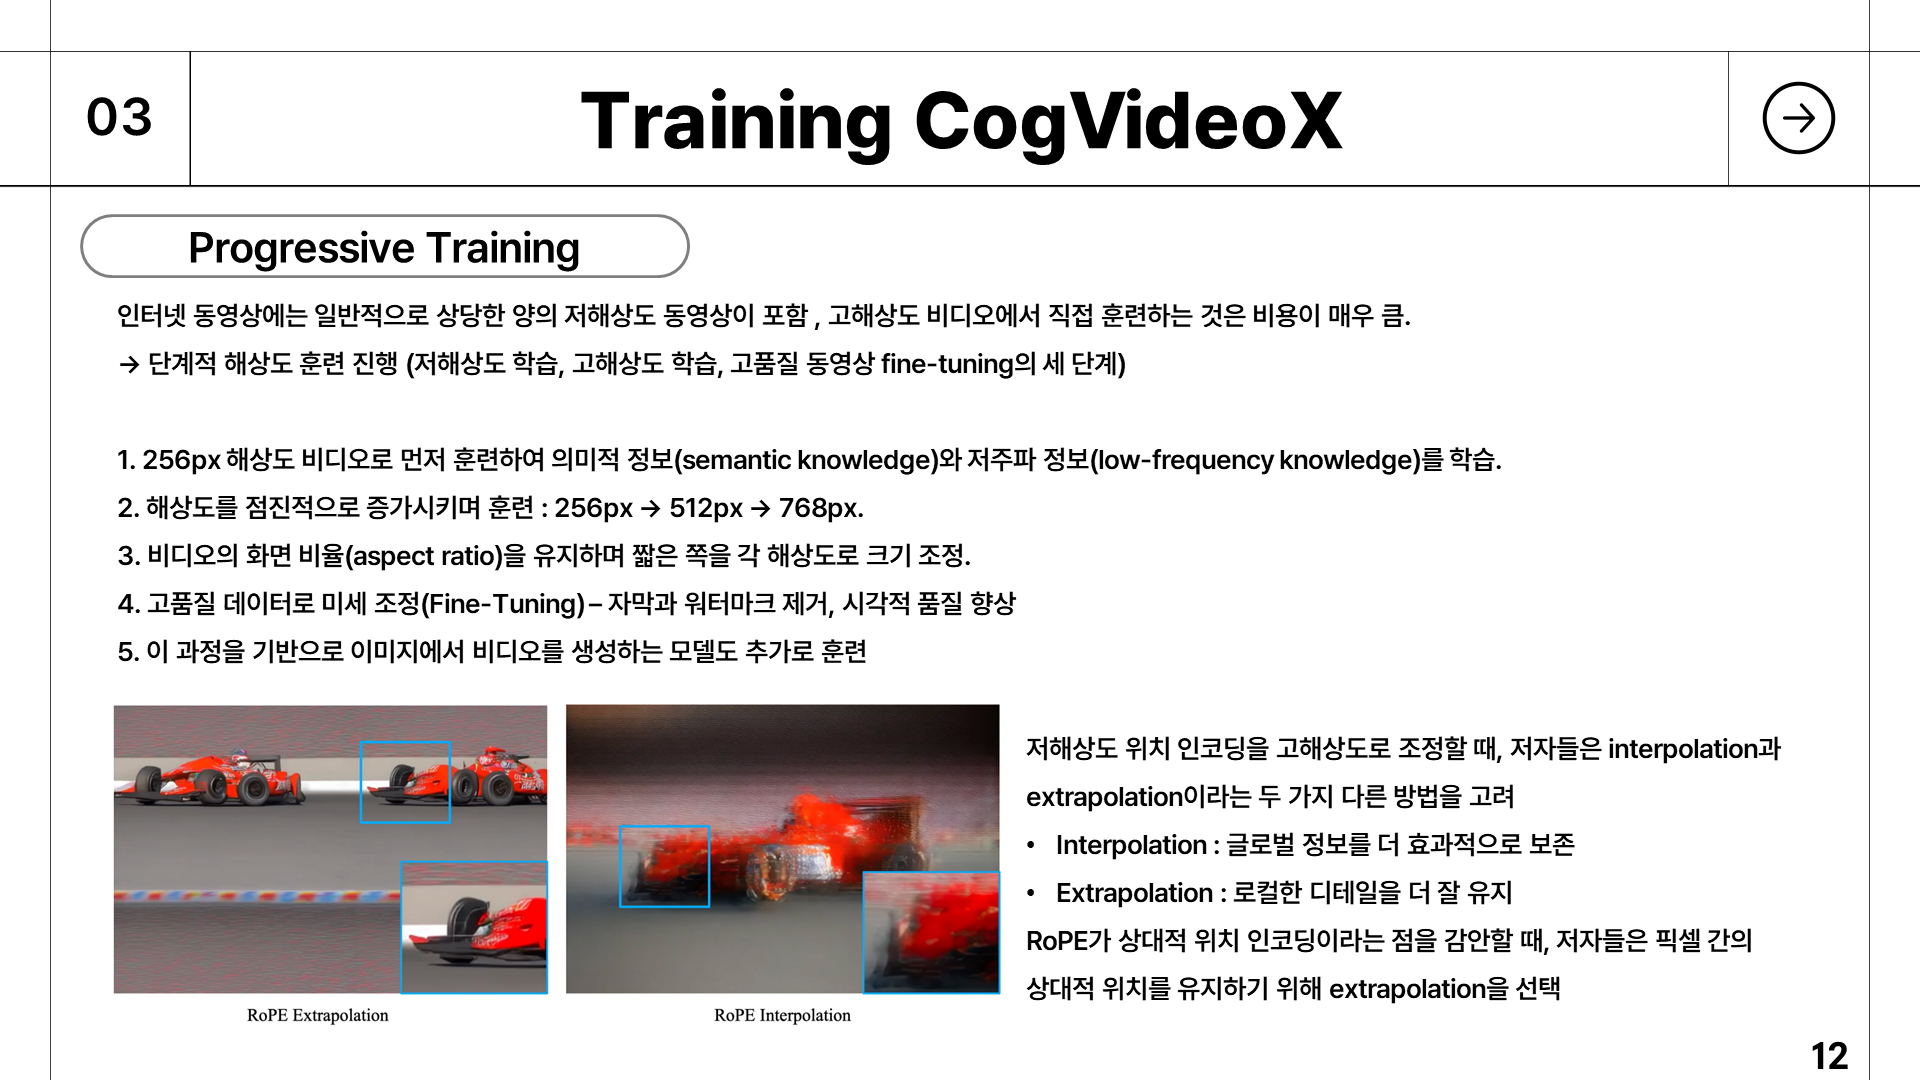 03
Training CogVideoX
Progressive Training
인터넷 동영상에는 일반적으로 상당한 양의 저해상도 동영상이 포함 , 고해상도 비디오에서 직접 훈련하는 것은 비용이 매우 큼.
→ 단계적 해상도 훈련 진행 (저해상도 학습, 고해상도 학습, 고품질 동영상 fine-tuning의 세 단계)
1. 256px 해상도 비디오로 먼저 훈련하여 의미적 정보(semantic knowledge)와 저주파 정보(low-frequency knowledge)를 학습.
2. 해상도를 점진적으로 증가시키며 훈련 : 256px → 512px → 768px.
3. 비디오의 화면 비율(aspect ratio)을 유지하며 짧은 쪽을 각 해상도로 크기 조정.
4. 고품질 데이터로 미세 조정(Fine-Tuning) – 자막과 워터마크 제거, 시각적 품질 향상
5. 이 과정을 기반으로 이미지에서 비디오를 생성하는 모델도 추가로 훈련
저해상도 위치 인코딩을 고해상도로 조정할 때, 저자들은 interpolation과
extrapolation이라는 두 가지 다른 방법을 고려
• Interpolation : 글로벌 정보를 더 효과적으로 보존
• Extrapolation : 로컬한 디테일을 더 잘 유지
RoPE가 상대적 위치 인코딩이라는 점을 감안할 때, 저자들은 픽셀 간의
상대적 위치를 유지하기 위해 extrapolation을 선택
RoPE Extrapolation
RoPE Interpolation
12